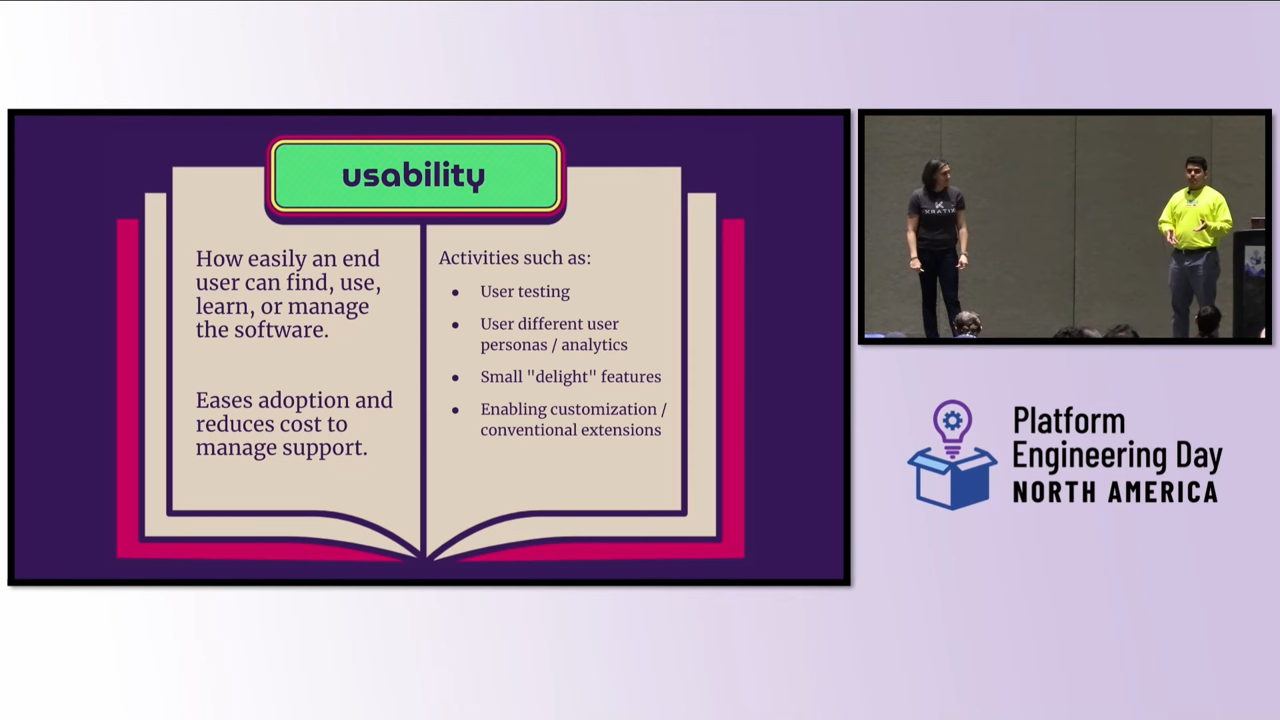 usability
How easily an end
user can find, use,
learn, or manage
the software.
Eases adoption and
reduces cost to
manage support.
Activities such as:
• User testing
• User different user
personas / analytics
• Small "delight" features
• Enabling customization /
conventional extensions
KRATIX
Platform
Engineering Day
NORTH AMERICA